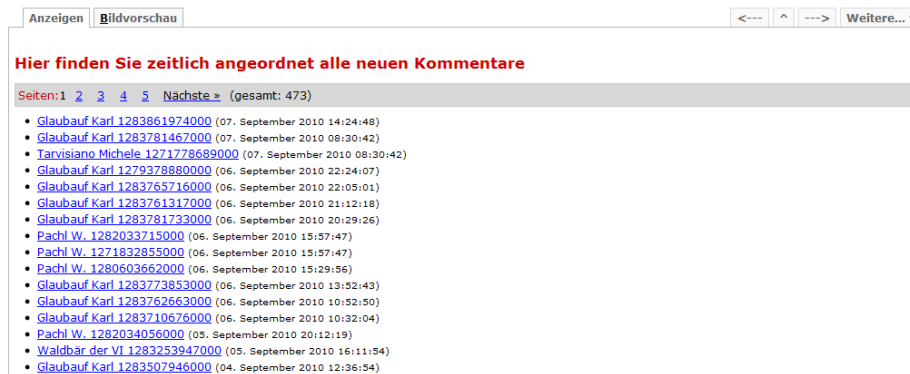 Anzeigen Bildvorschau <--- ^ ---> Weitere...
Hier finden Sie zeitlich angeordnet alle neuen Kommentare
Seiten:1 2 3 4 5 Nächste » (gesamt: 473)
Glaubauf Karl 1283861974000 (07. September 2010 14:24:48)
Glaubauf Karl 1283781467000 (07. September 2010 08:30:42)
Tarvisiano Michele 1271778689000 (07. September 2010 08:30:42)
Glaubauf Karl 1279378880000 (06. September 2010 22:24:07)
Glaubauf Karl 1283765716000 (06. September 2010 22:05:01)
Glaubauf Karl 1283761317000 (06. September 2010 21:12:18)
Glaubauf Karl 1283781733000 (06. September 2010 20:29:26)
Pachl W. 1282033715000 (06. September 2010 15:57:47)
Pachl W. 1271832855000 (06. September 2010 15:57:47)
Pachl W. 1280603662000 (06. September 2010 15:29:56)
Glaubauf Karl 1283773853000 (06. September 2010 13:52:43)
Glaubauf Karl 1283762663000 (06. September 2010 10:52:50)
Glaubauf Karl 1283710676000 (06. September 2010 10:32:04)
Pachl W. 1282034056000 (05. September 2010 20:12:19)
Waldbär der VI 1283253947000 (05. September 2010 16:11:54)
Glaubauf Karl 1283507946000 (04. September 2010 12:36:54)